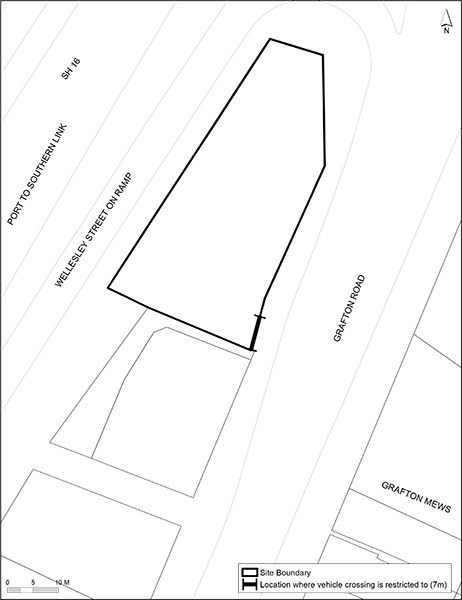 N
SH 16
PORT TO SOUTHERN LINK
WELLESLEY STREET ON RAMP
GRAFTON ROAD
GRAFTON MEWS
Site Boundary
Location where vehicle crossing is restricted to (7m)
0 5 10 M